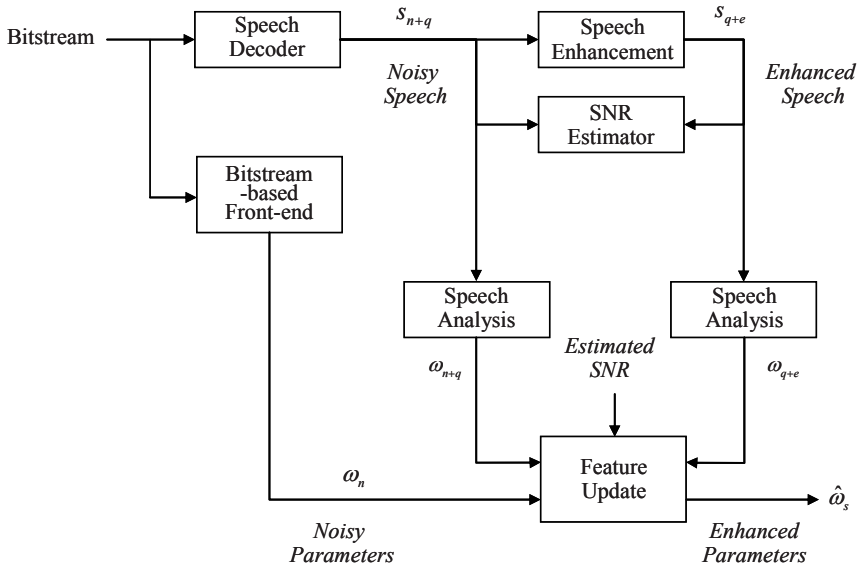 Bitstream
Speech
Decoder
s_{n+q}
Speech
Enhancement
s_{q+e}
Noisy
Speech
Enhanced
Speech
SNR
Estimator
Bitstream
-based
Front-end
Speech
Analysis
Speech
Analysis
Estimated
SNR
ω_{n+q}
ω_{q+e}
Feature
Update
ω_n
ω̂_s
Noisy
Parameters
Enhanced
Parameters